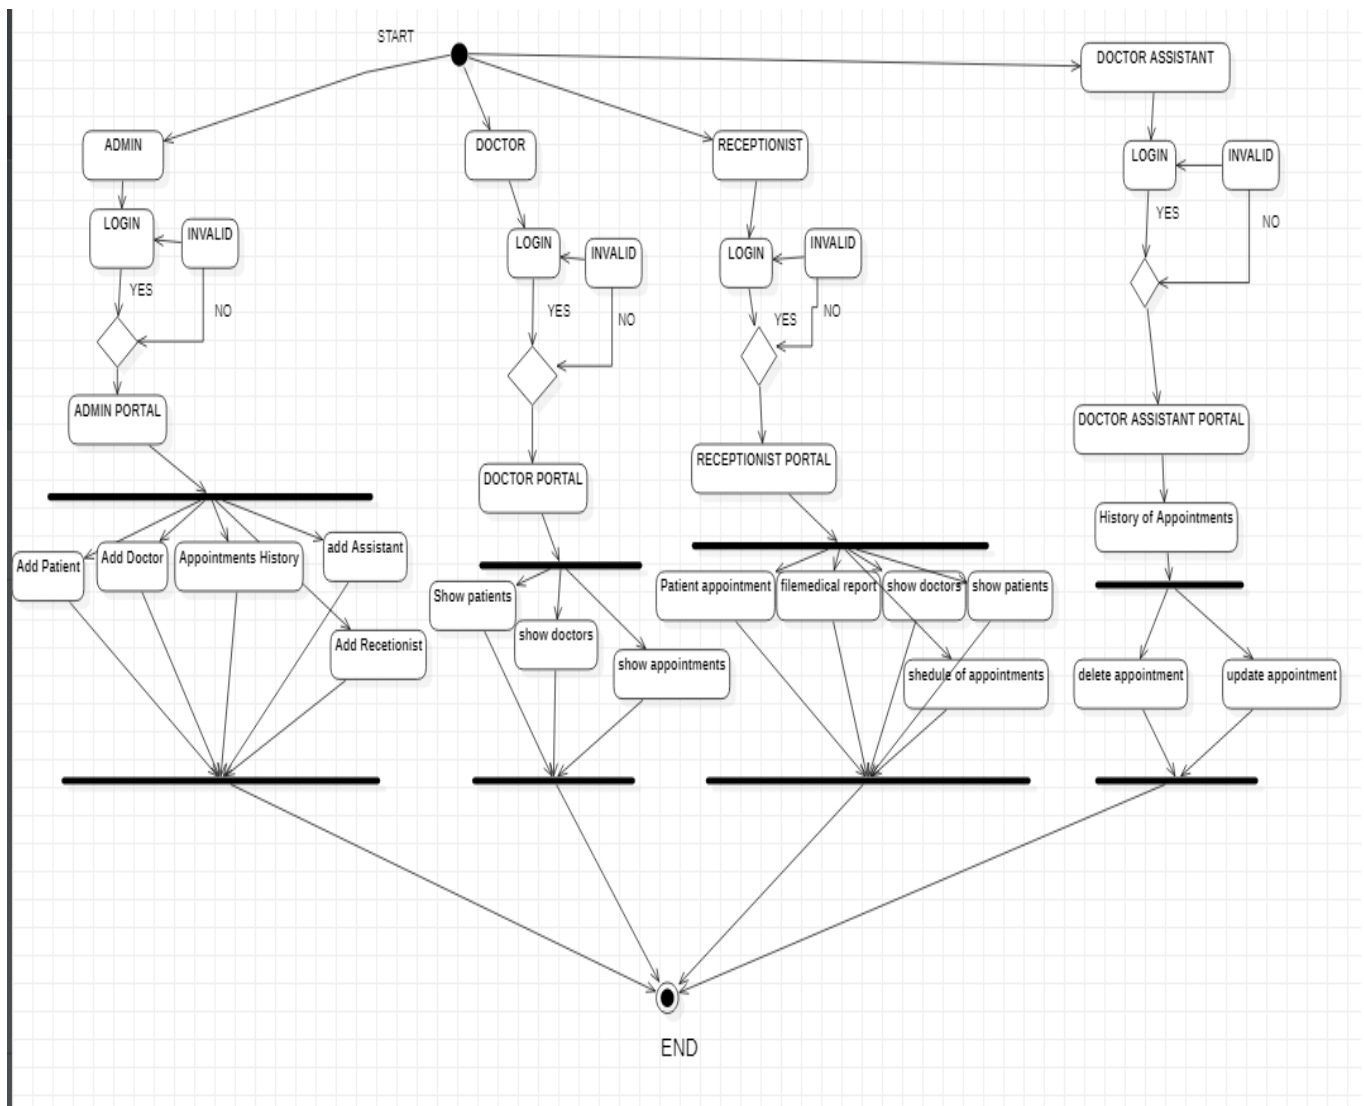 START
DOCTOR ASSISTANT
ADMIN
DOCTOR
RECEPTIONIST
LOGIN
INVALID
LOGIN
INVALID
LOGIN
INVALID
LOGIN
INVALID
YES
NO
YES
NO
YES
NO
YES
NO
ADMIN PORTAL
DOCTOR PORTAL
RECEPTIONIST PORTAL
DOCTOR ASSISTANT PORTAL
History of Appointments
Add Patient
Add Doctor
Appointments History
add Assistant
Add Recetionist
Show patients
show doctors
show appointments
Patient appointment
filemedical report
show doctors
show patients
shedule of appointments
delete appointment
update appointment
END